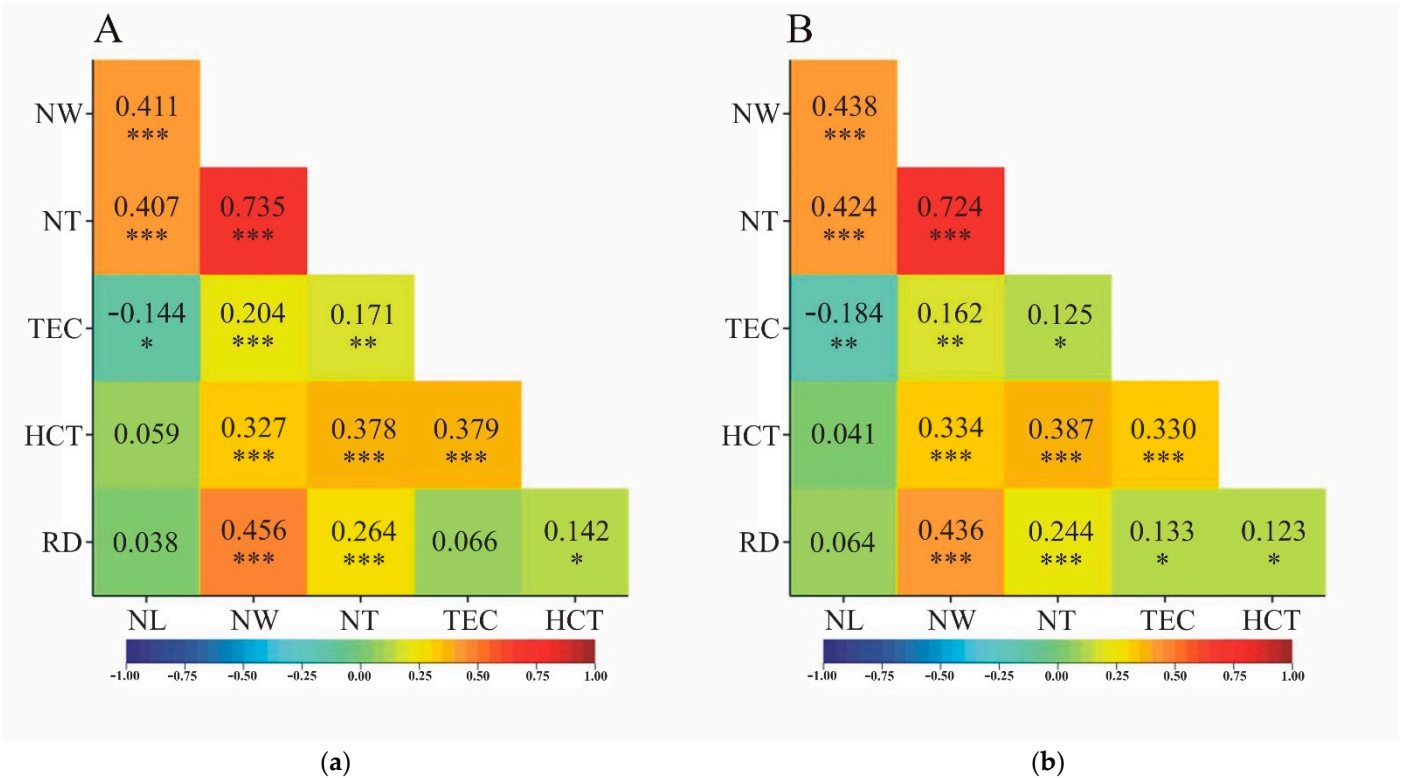 A
NW 0.411
***
NT 0.407 0.735
*** ***
TEC −0.144 0.204 0.171
* *** **
HCT 0.059 0.327 0.378 0.379
*** *** ***
RD 0.038 0.456 0.264 0.066 0.142
*** *** *
NL NW NT TEC HCT
−1.00 −0.75 −0.50 −0.25 0.00 0.25 0.50 0.75 1.00
(a)
B
NW 0.438
***
NT 0.424 0.724
*** ***
TEC −0.184 0.162 0.125
** ** *
HCT 0.041 0.334 0.387 0.330
*** *** ***
RD 0.064 0.436 0.244 0.133 0.123
*** *** * *
NL NW NT TEC HCT
−1.00 −0.75 −0.50 −0.25 0.00 0.25 0.50 0.75 1.00
(b)